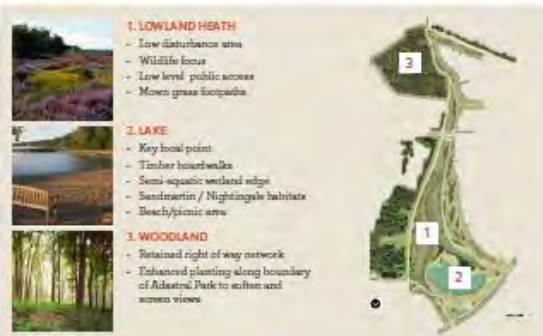 1. LOWLAND HEATH
- Low disturbance area
- Wildlife focus
- Low level public access
- Mown grass footpaths
2. LAKE
- Key focal point
- Timber boardwalks
- Semi-aquatic wetland edge
- Sandmartin / Nightingale habitats
- Beach/picnic area
3. WOODLAND
- Retained right of way network
- Enhanced planting along boundary
of Adastral Park to soften and
screen views
3
1
2